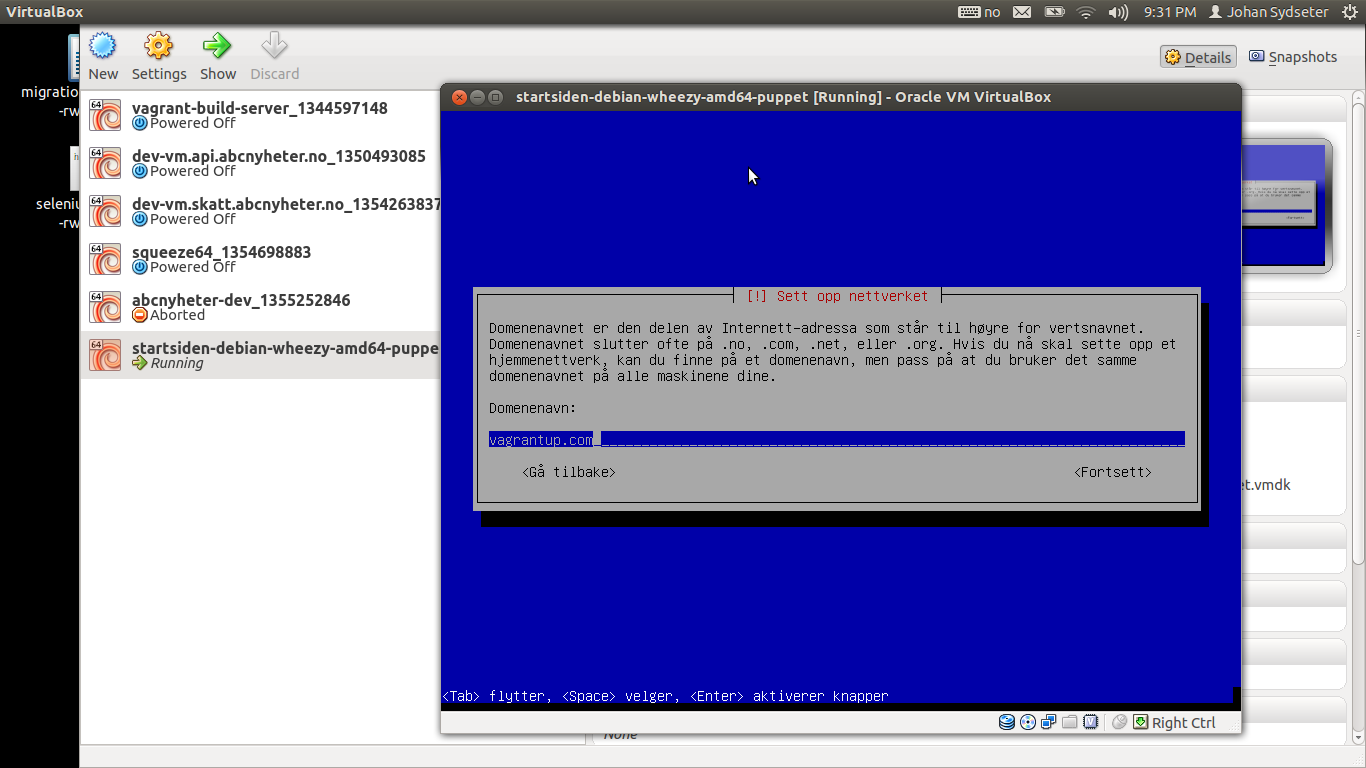 VirtualBox
no
9:31 PM
Johan Sydseter
migratio
-rw
seleniu
-rw
New
Settings
Show
Discard
Details
Snapshots
64
vagrant-build-server_1344597148
Powered Off
64
dev-vm.api.abcnyheter.no_1350493085
Powered Off
64
dev-vm.skatt.abcnyheter.no_1354263837
Powered Off
64
squeeze64_1354698883
Powered Off
64
abcnyheter-dev_1355252846
Aborted
64
startsiden-debian-wheezy-amd64-puppe
Running
startsiden-debian-wheezy-amd64-puppet [Running] - Oracle VM VirtualBox
[!] Sett opp nettverket
Domenenavnet er den delen av Internett-adressa som står til høyre for vertsnavnet.
Domenenavnet slutter ofte på .no, .com, .net, eller .org. Hvis du nå skal sette opp et
hjemmenettverk, kan du finne på et domenenavn, men pass på at du bruker det samme
domenenavnet på alle maskinene dine.
Domenenavn:
vagrantup.com
<Gå tilbake>
<Fortsett>
<Tab> flytter, <Space> velger, <Enter> aktiverer knapper
Right Ctrl
et.vmdk
None